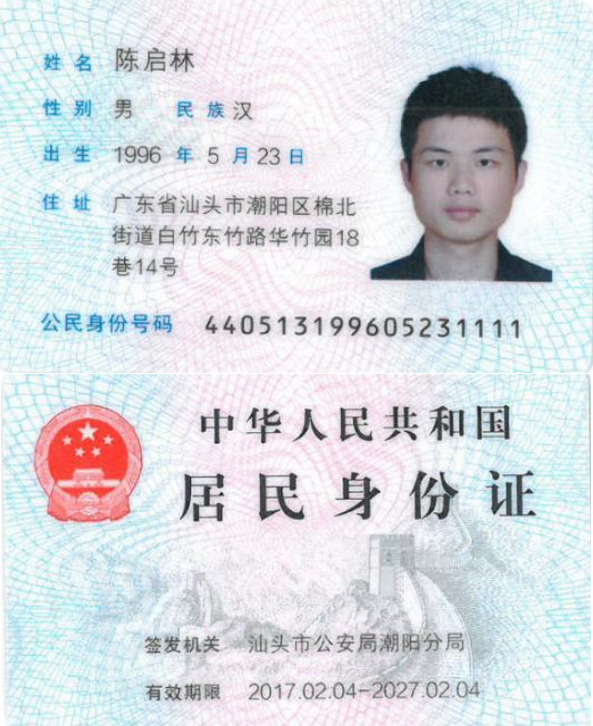 姓名 陈启林
性别 男 民族 汉
出生 1996 年 5 月 23 日
住址 广东省汕头市潮阳区棉北
街道白竹东竹路华竹园18
巷14号
公民身份号码 440513199605231111
中华人民共和国
居民身份证
签发机关 汕头市公安局潮阳分局
有效期限 2017.02.04-2027.02.04